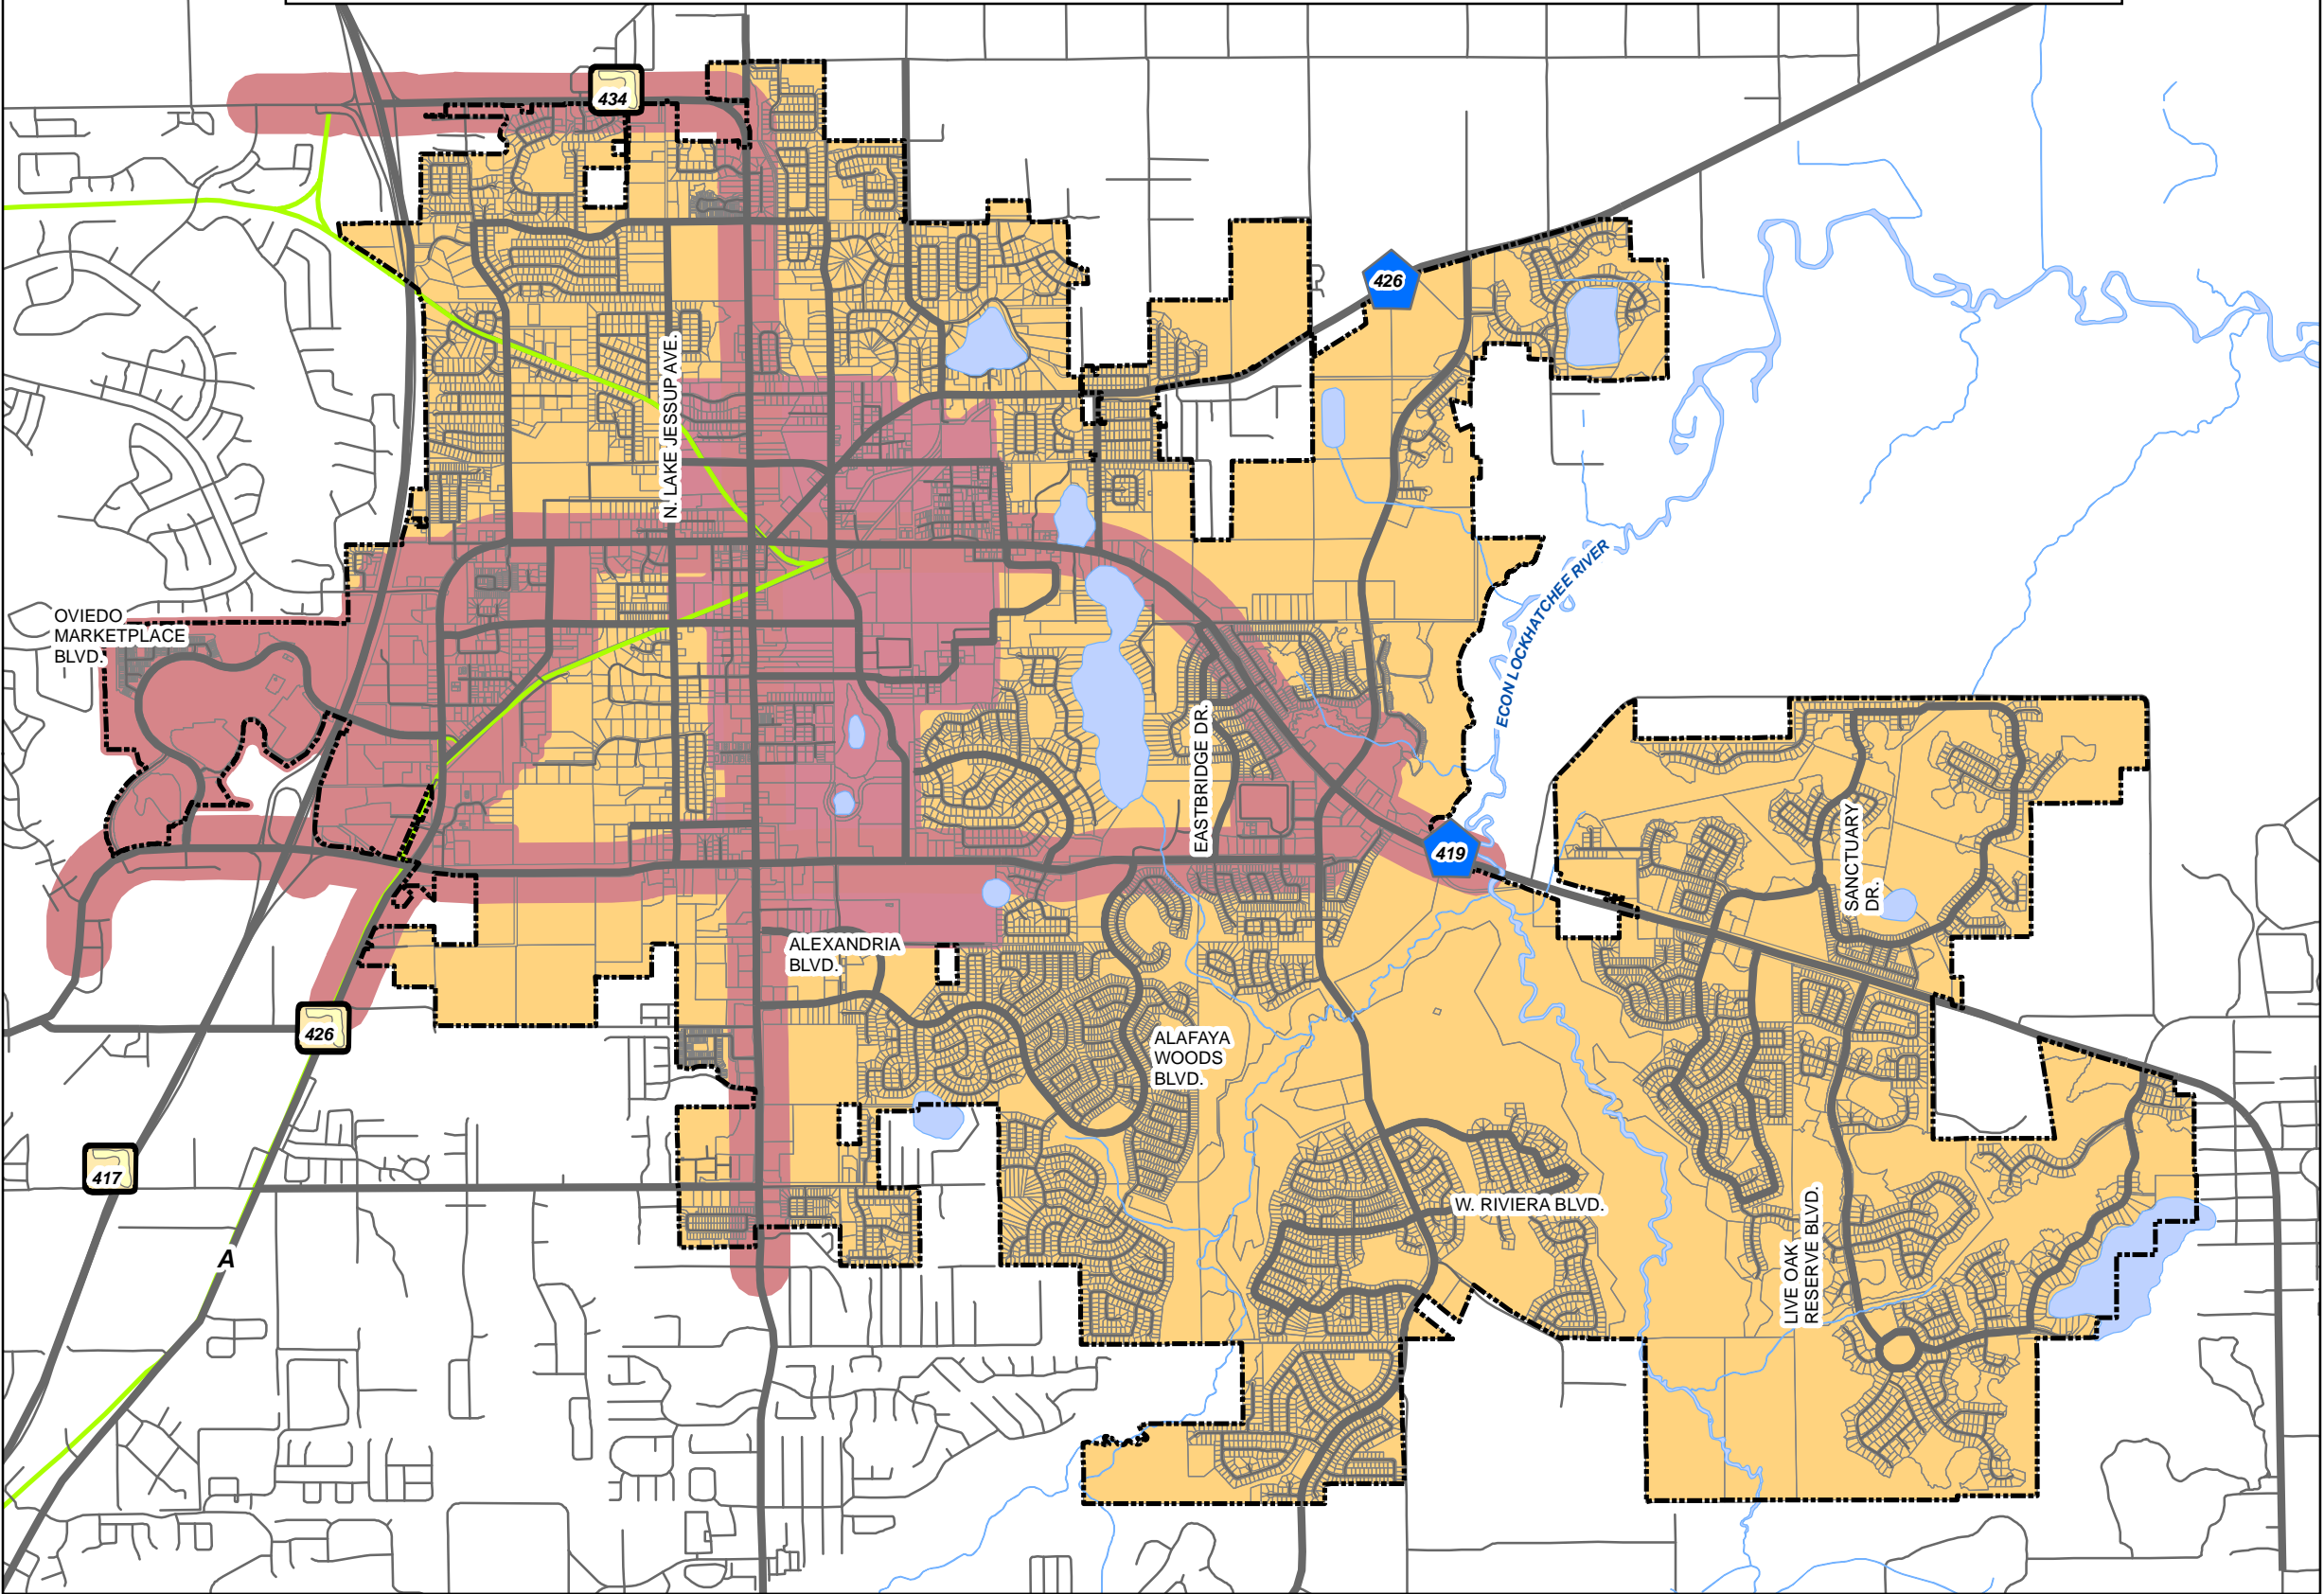 434
426
N. LAKE JESSUP AVE.
ECON LOCKHATCHEE RIVER
OVIEDO
MARKETPLACE
BLVD.
EASTBRIDGE DR.
419
SANCTUARY
DR.
ALEXANDRIA
BLVD.
426
ALAFAYA
WOODS
BLVD.
417
W. RIVIERA BLVD.
LIVE OAK
RESERVE BLVD.
A